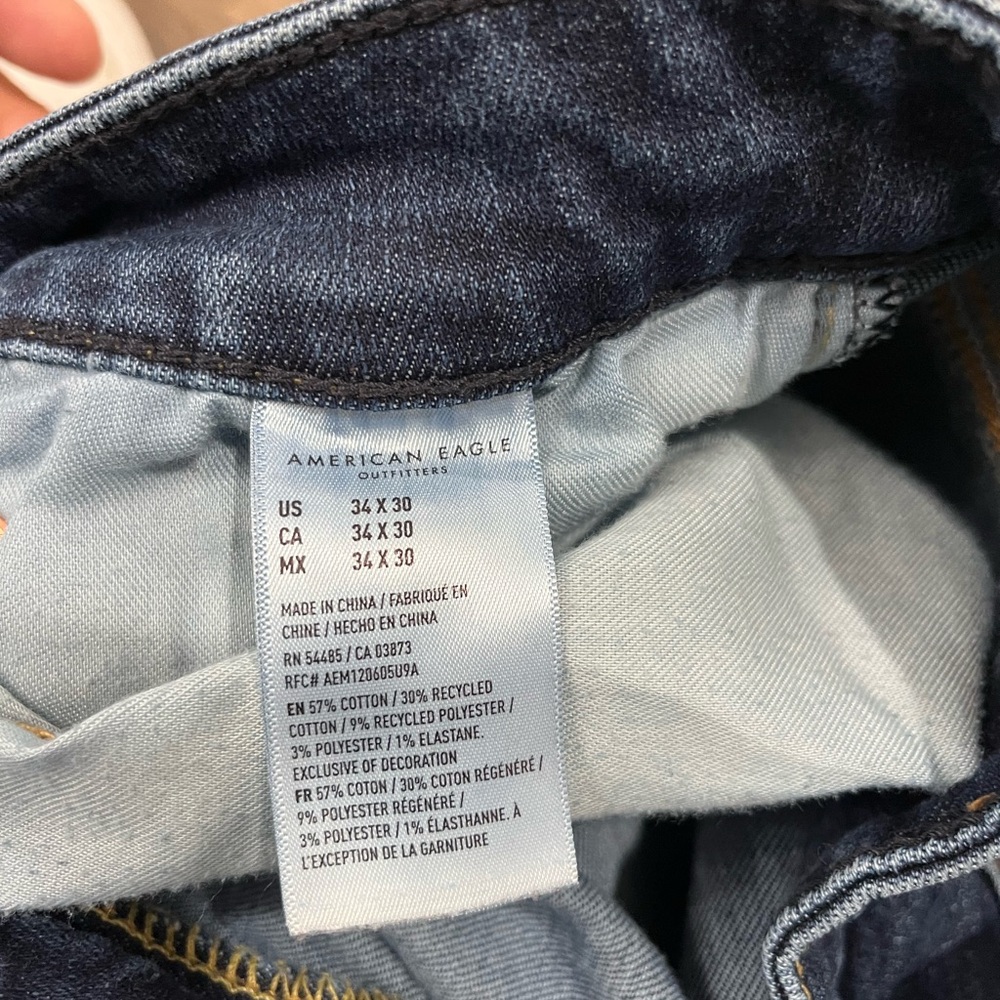 AMERICAN EAGLE
OUTFITTERS
US 34 X 30
CA 34 X 30
MX 34 X 30
MADE IN CHINA / FABRIQUÉ EN
CHINE / HECHO EN CHINA
RN 54485 / CA 03873
RFC# AEM120605U9A
EN 57% COTTON / 30% RECYCLED
COTTON / 9% RECYCLED POLYESTER /
3% POLYESTER / 1% ELASTANE.
EXCLUSIVE OF DECORATION
FR 57% COTON / 30% COTON RÉGÉNÉRÉ /
9% POLYESTER RÉGÉNÉRÉ /
3% POLYESTER / 1% ÉLASTHANNE. À
L'EXCEPTION DE LA GARNITURE